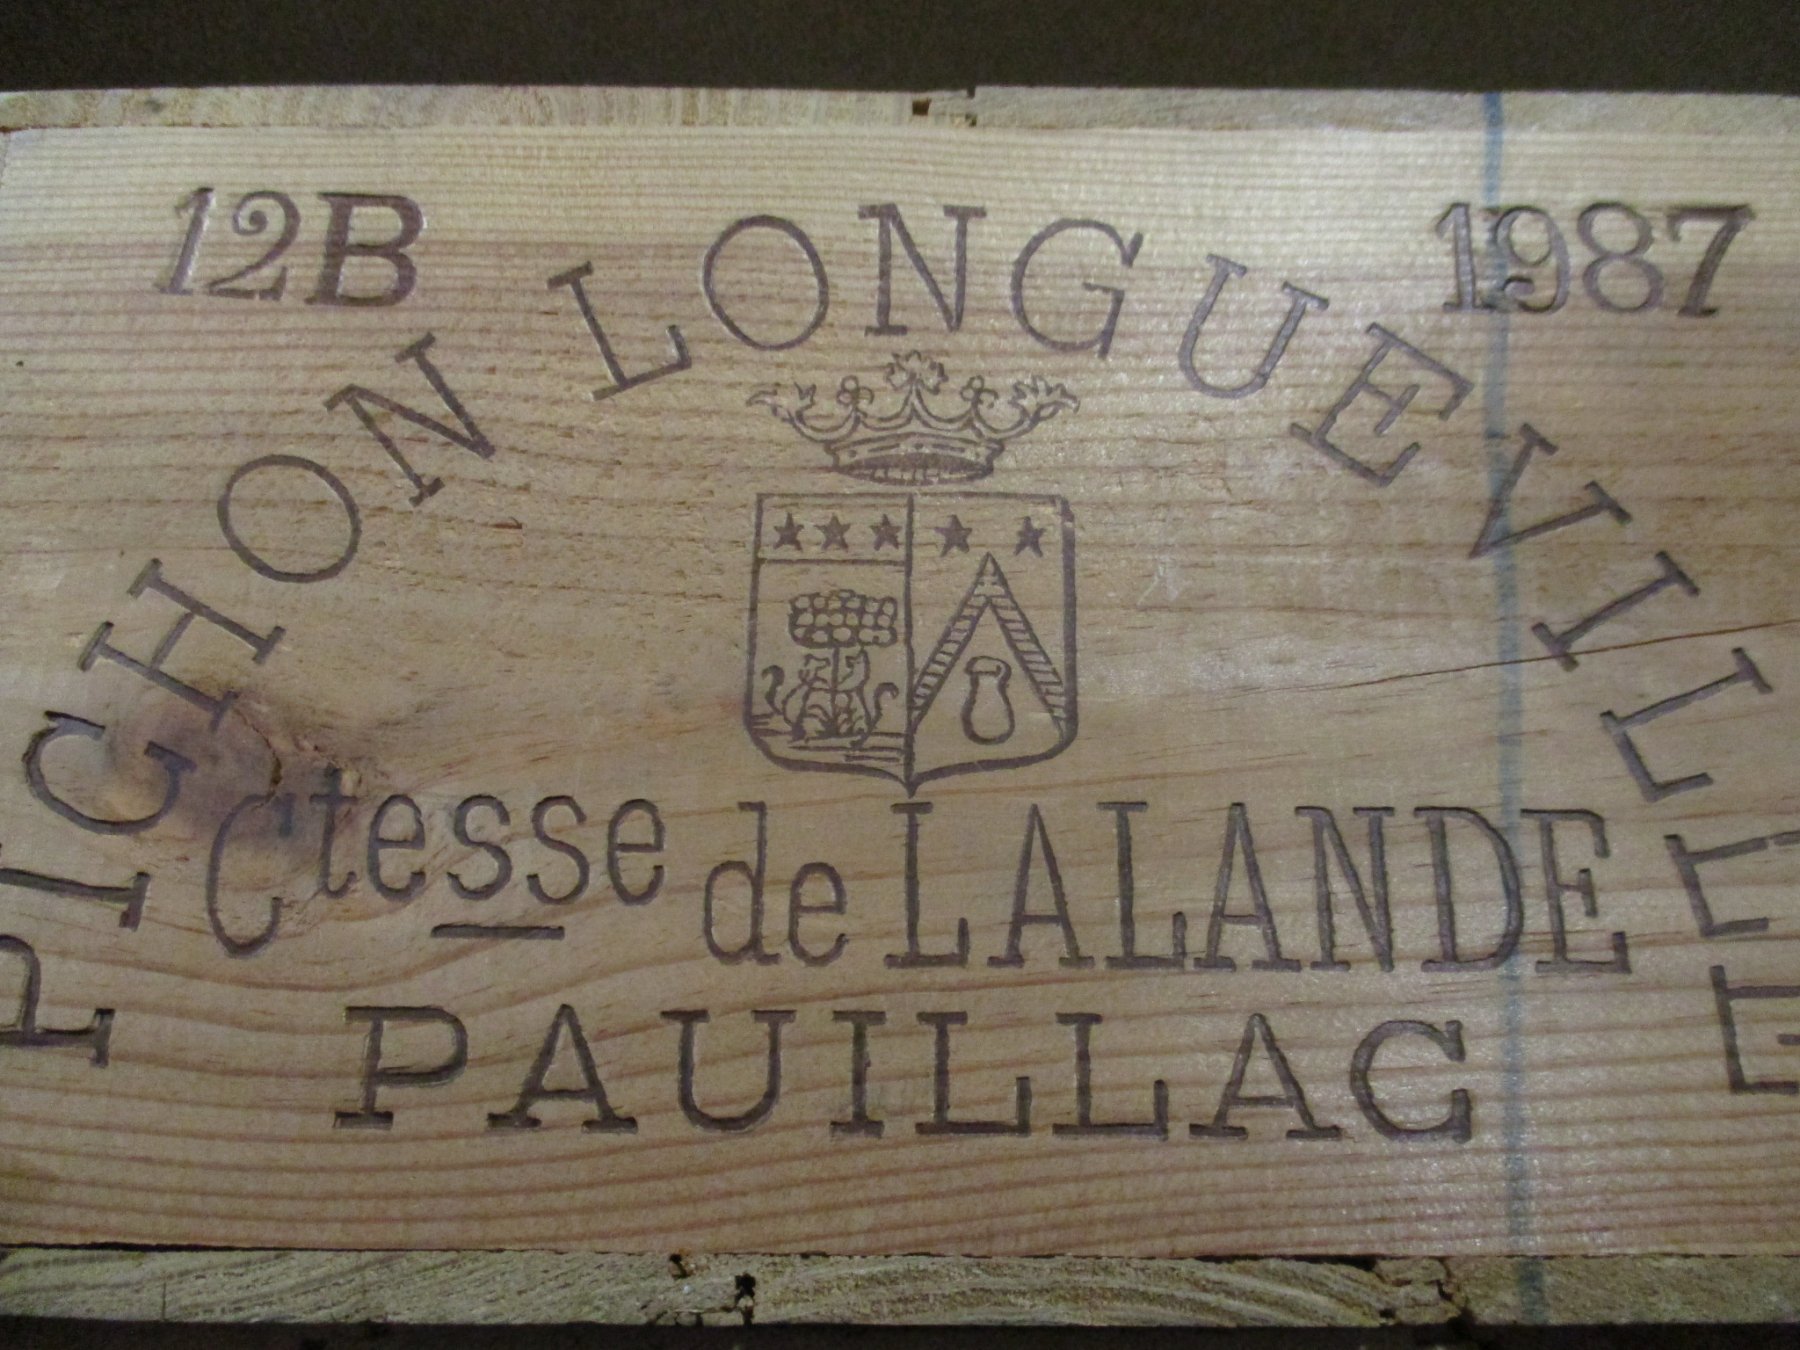 12B 1987
PICHON LONGUEVILLE
Ctesse de LALANDE
PAUILLAC